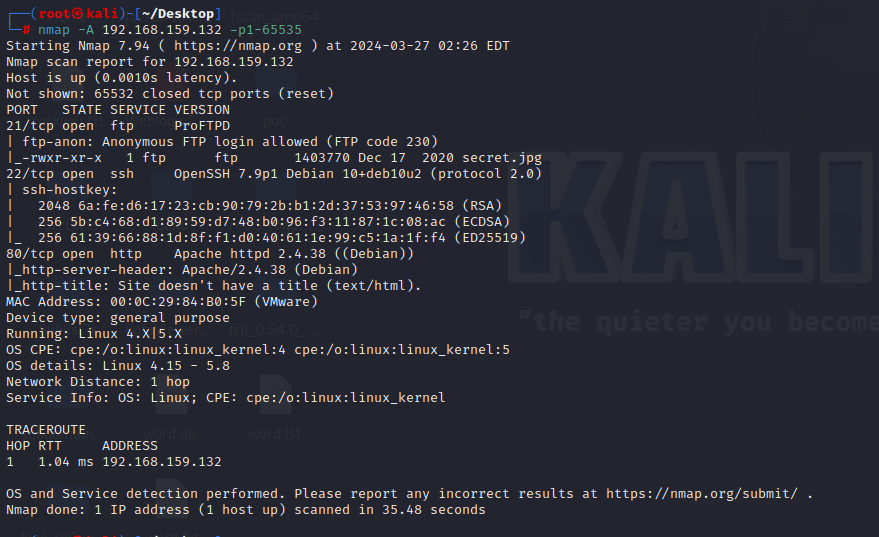 fscan_amd64
┌──(root㉿kali)-[~/Desktop]
└─# nmap -A 192.168.159.132 -p1-65535
Starting Nmap 7.94 ( https://nmap.org ) at 2024-03-27 02:26 EDT
Nmap scan report for 192.168.159.132
Host is up (0.0010s latency).
Not shown: 65532 closed tcp ports (reset)
PORT   STATE SERVICE VERSION
21/tcp open  ftp     ProFTPD
poc
| ftp-anon: Anonymous FTP login allowed (FTP code 230)
|_-rwxr-xr-x   1 ftp      ftp       1403770 Dec 17  2020 secret.jpg
22/tcp open  ssh     OpenSSH 7.9p1 Debian 10+deb10u2 (protocol 2.0)
| ssh-hostkey:
|   2048 6a:fe:d6:17:23:cb:90:79:2b:b1:2d:37:53:97:46:58 (RSA)
|   256 5b:c4:68:d1:89:59:d7:48:b0:96:f3:11:87:1c:08:ac (ECDSA)
|_  256 61:39:66:88:1d:8f:f1:d0:40:61:1e:99:c5:1a:1f:f4 (ED25519)
80/tcp open  http    Apache httpd 2.4.38 ((Debian))
|_http-server-header: Apache/2.4.38 (Debian)
|_http-title: Site doesn't have a title (text/html).
KALI
MAC Address: 00:0C:29:84:B0:5F (VMware)
Device type: general purpose
"the quieter you become
Running: Linux 4.X|5.X
frp_0.54.0_...
OS CPE: cpe:/o:linux:linux_kernel:4 cpe:/o:linux:linux_kernel:5
OS details: Linux 4.15 - 5.8
Network Distance: 1 hop
Service Info: OS: Linux; CPE: cpe:/o:linux:linux_kernel
TRACEROUTE
word.dir
word.lst
HOP RTT     ADDRESS
1   1.04 ms 192.168.159.132
OS and Service detection performed. Please report any incorrect results at https://nmap.org/submit/ .
Nmap done: 1 IP address (1 host up) scanned in 35.48 seconds